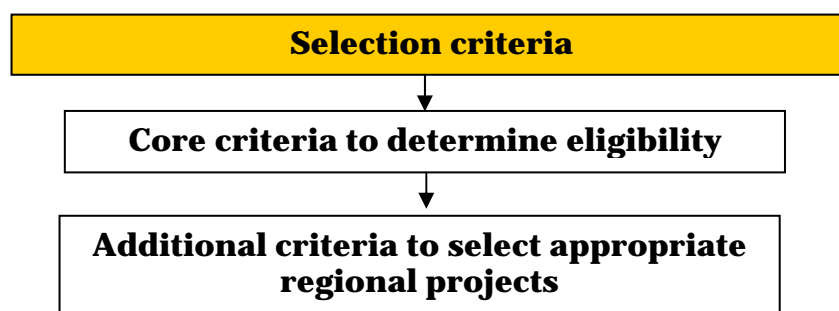 Selection criteria
Core criteria to determine eligibility
Additional criteria to select appropriate
regional projects